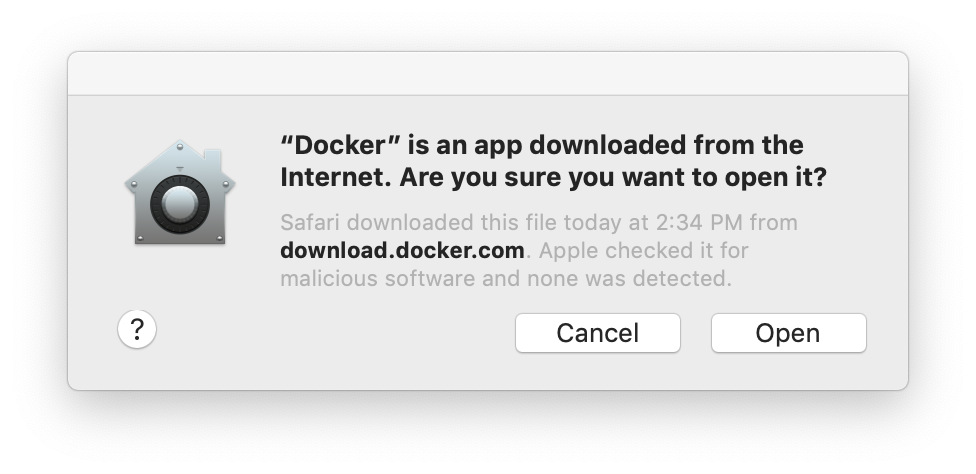 “Docker” is an app downloaded from the
Internet. Are you sure you want to open it?
Safari downloaded this file today at 2:34 PM from
download.docker.com. Apple checked it for
malicious software and none was detected.
?
Cancel
Open